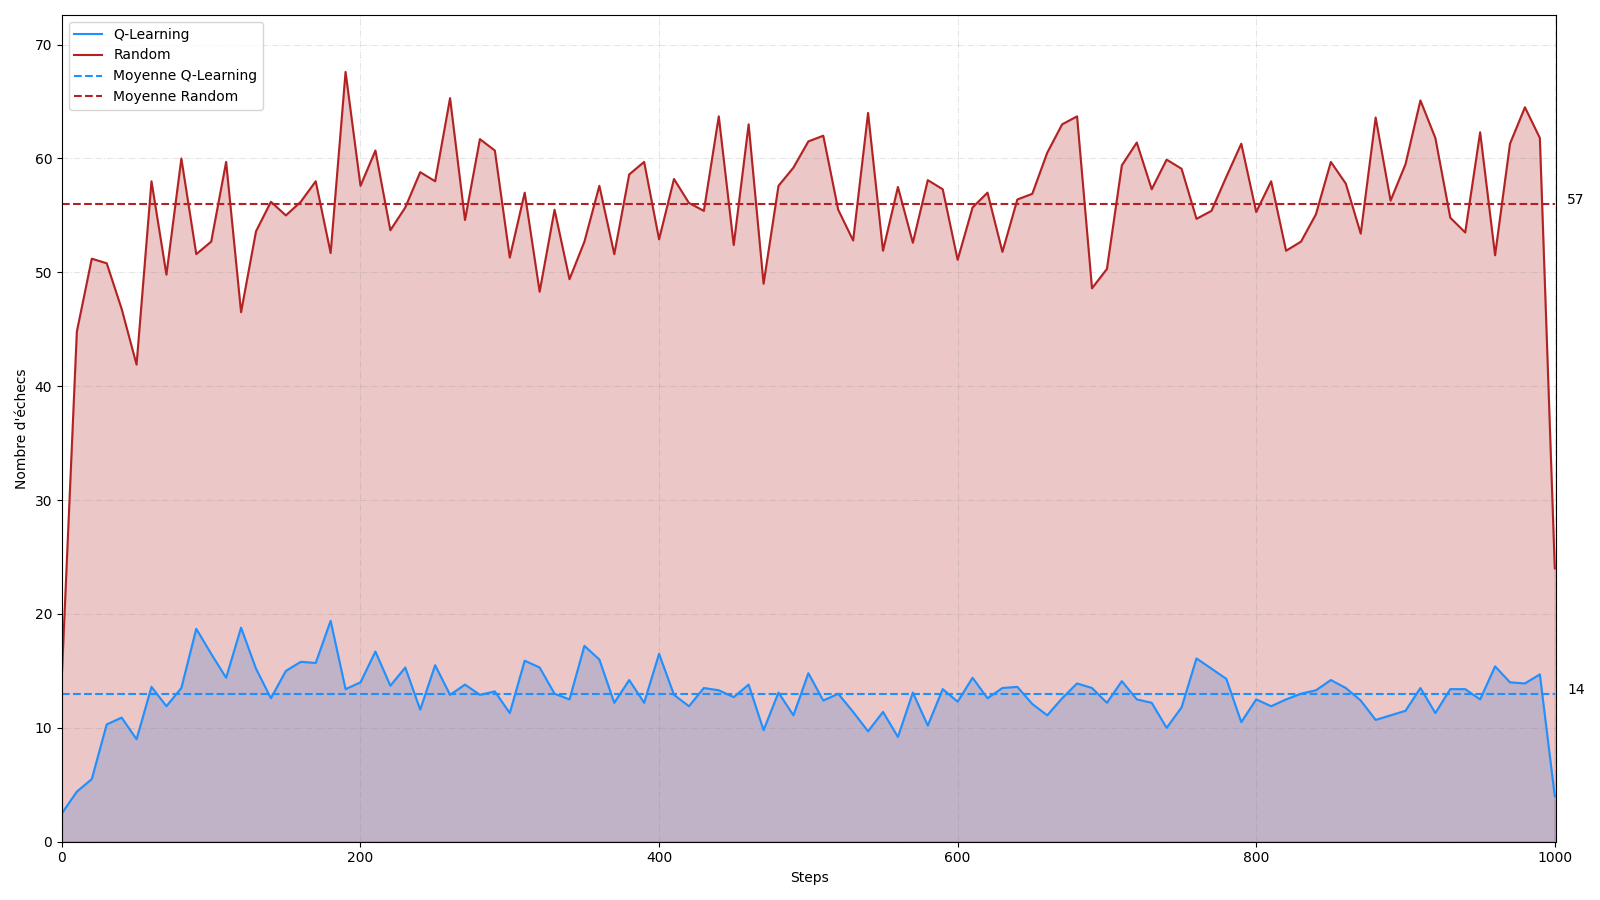 Q-Learning
Random
Moyenne Q-Learning
Moyenne Random
70
60
50
40
30
20
10
0
Nombre d'échecs
57
14
0 200 400 600 800 1000
Steps